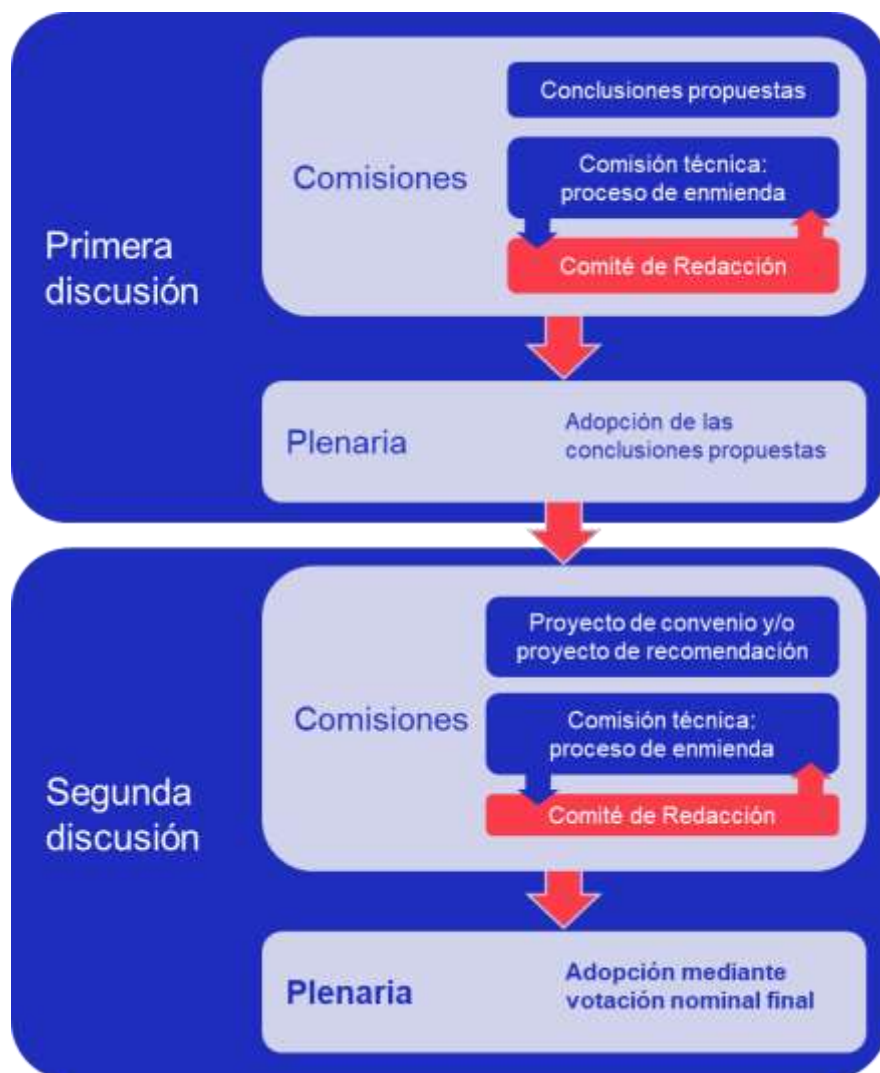 Primera
discusión
Comisiones
Conclusiones propuestas
Comisión técnica:
proceso de enmienda
Comité de Redacción
Plenaria
Adopción de las
conclusiones propuestas
Segunda
discusión
Comisiones
Proyecto de convenio y/o
proyecto de recomendación
Comisión técnica:
proceso de enmienda
Comité de Redacción
Plenaria
Adopción mediante
votación nominal final